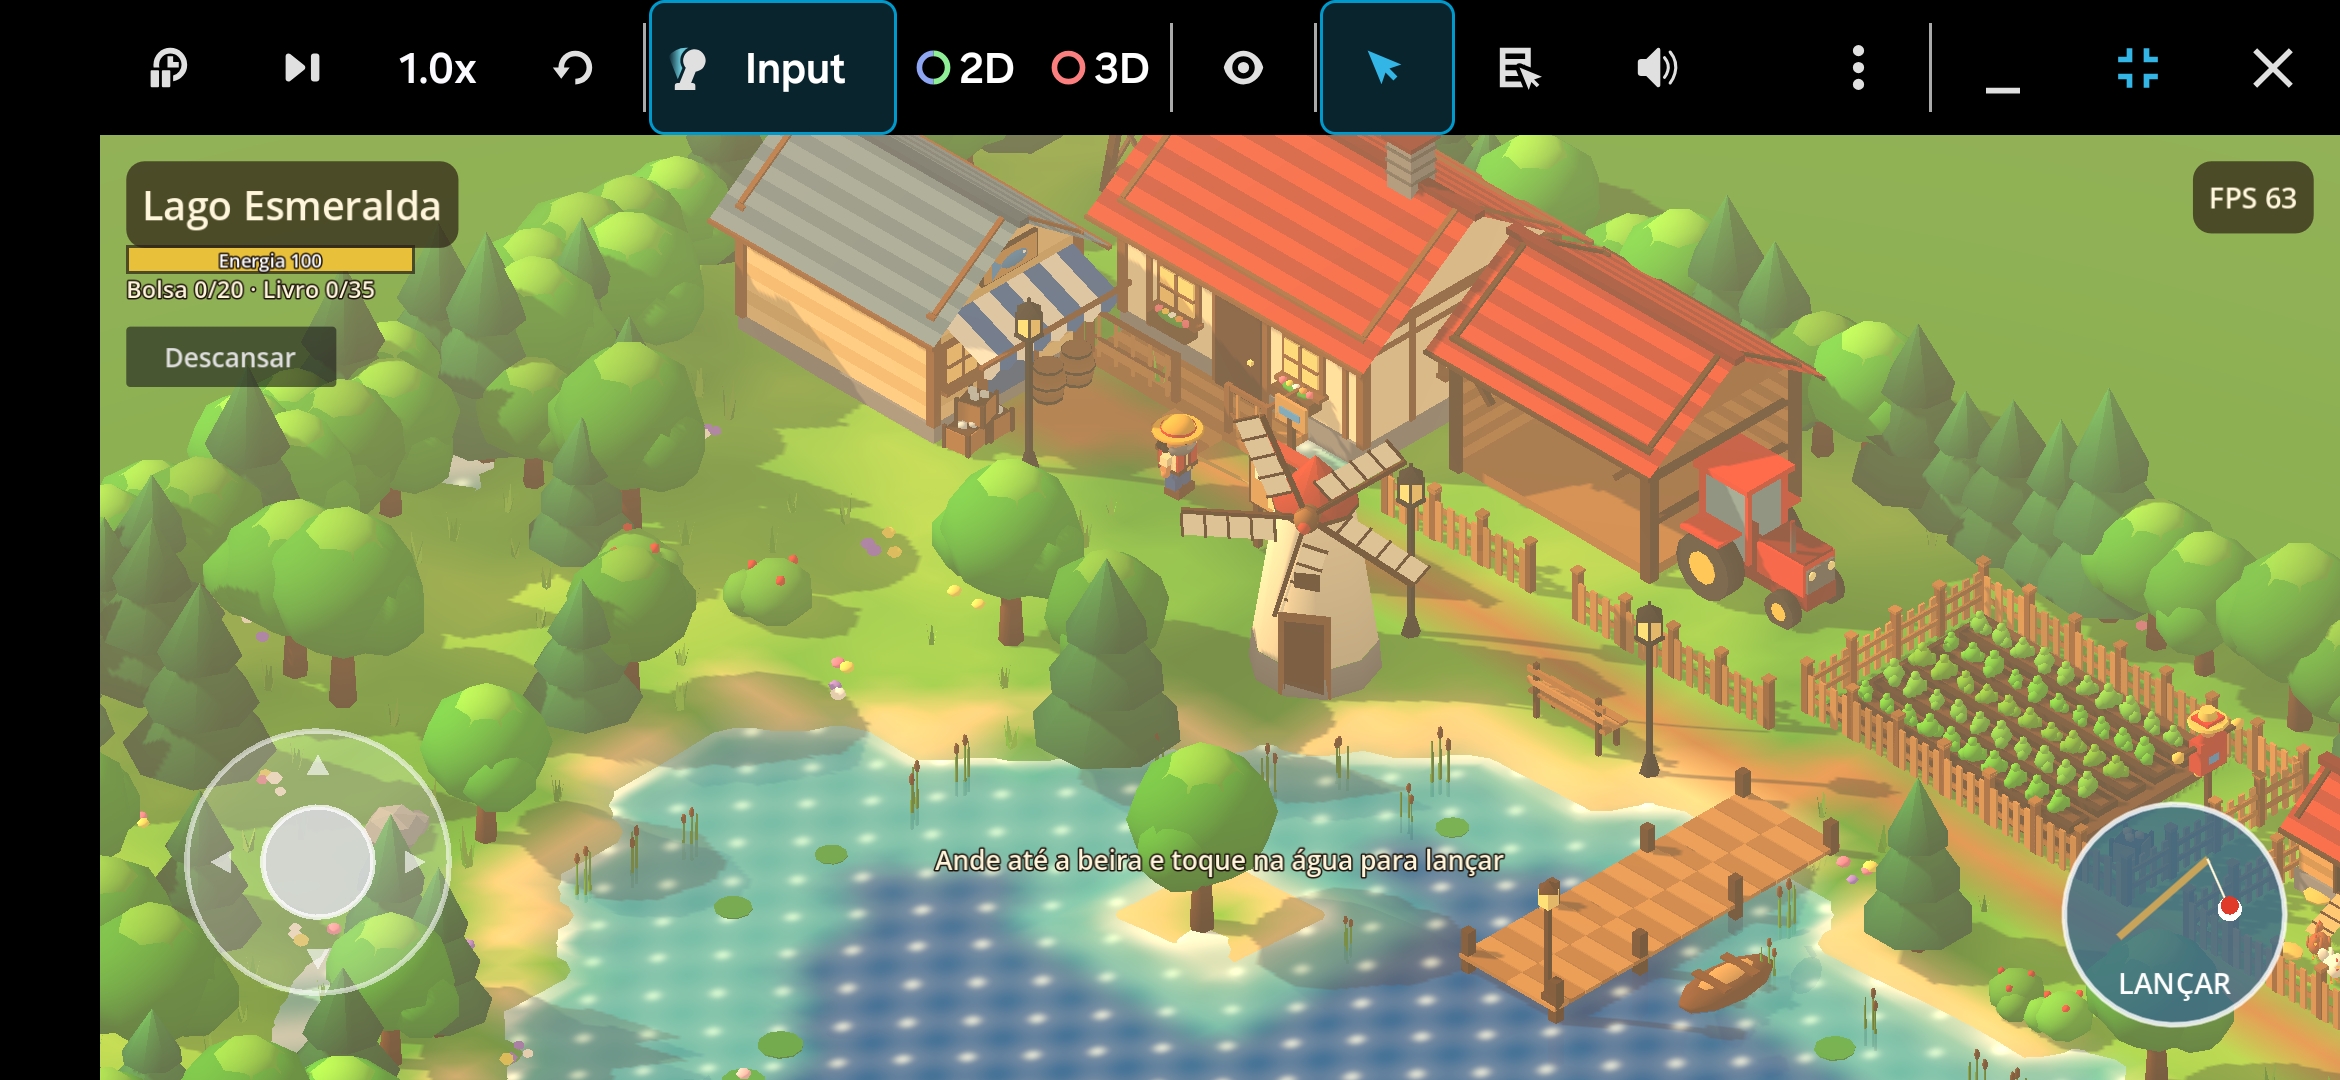 1.0x
Input
2D
3D
Lago Esmeralda
FPS 63
Energia 100
Bolsa 0/20 · Livro 0/35
Descansar
Ande até a beira e toque na água para lançar
LANÇAR